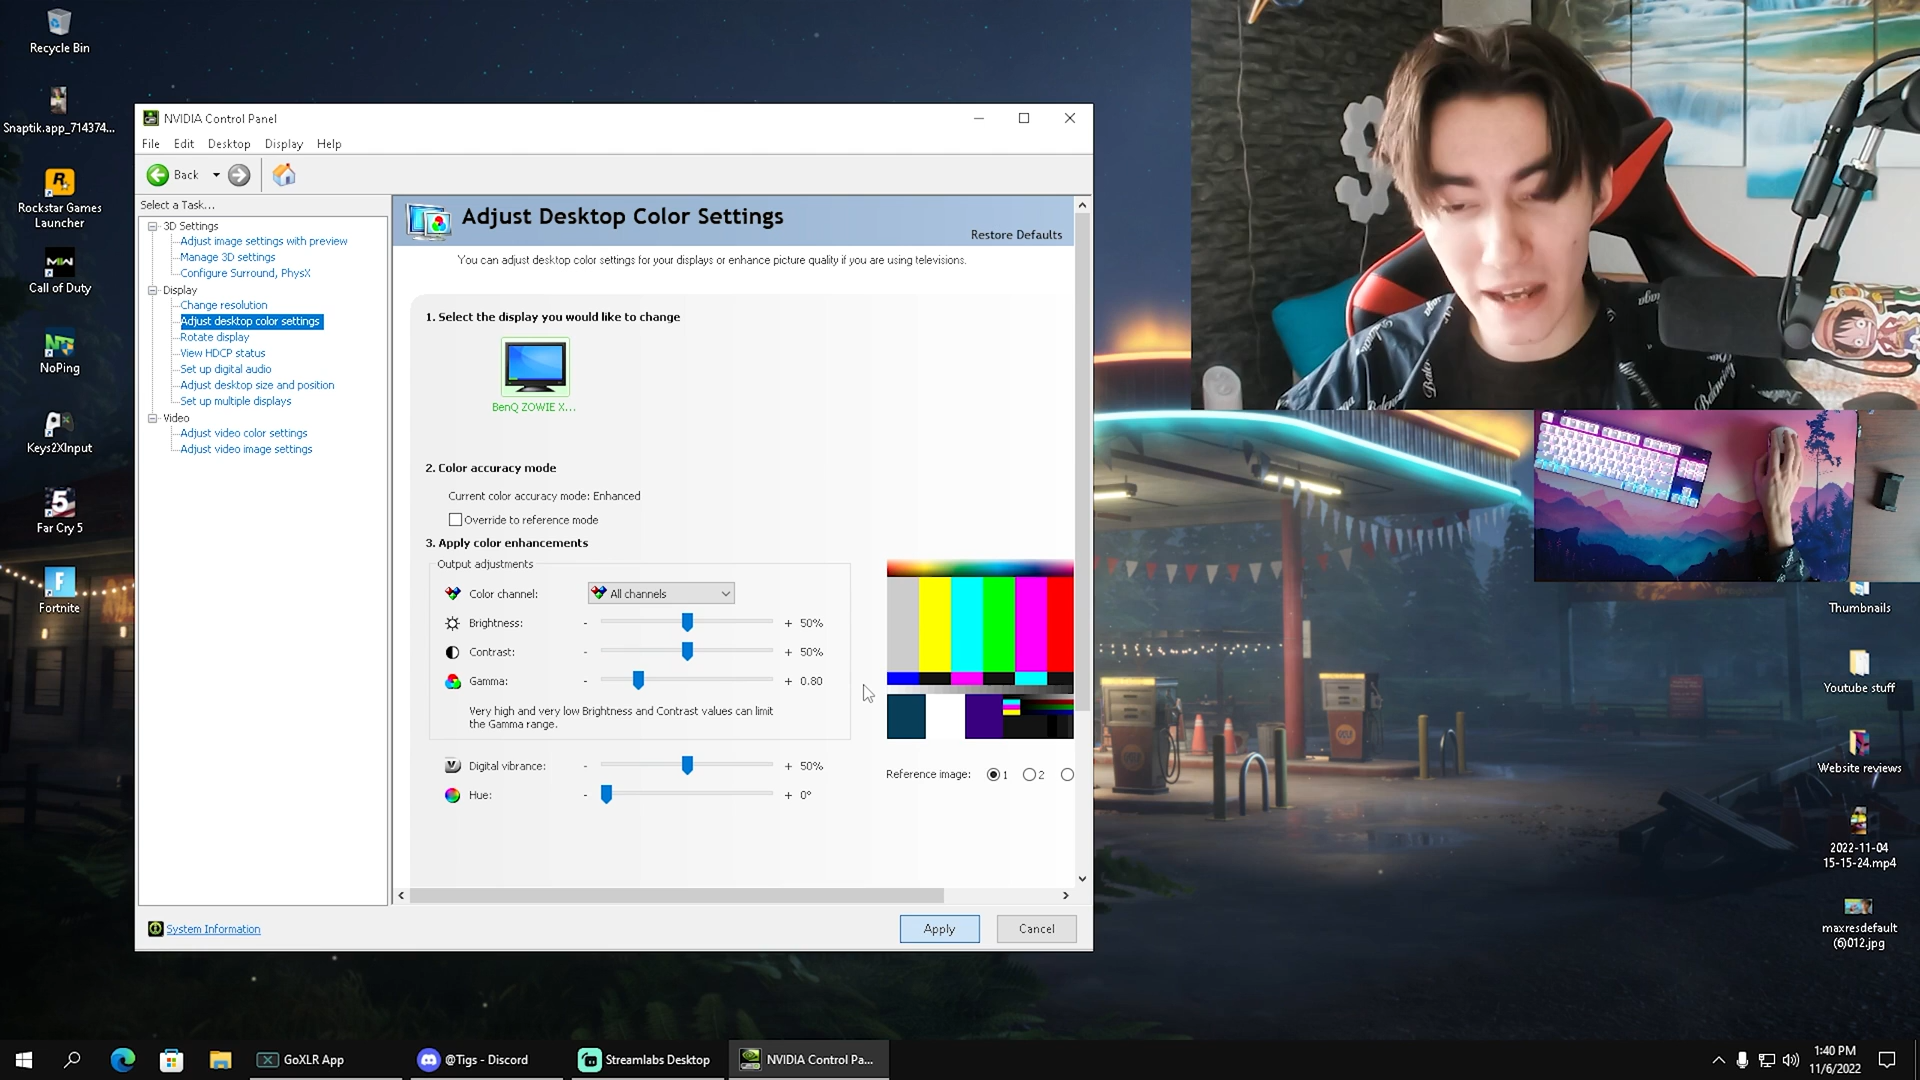 Recycle Bin
Snaptik.app_714374...
Rockstar Games
Launcher
Call of Duty
NoPing
Keys2XInput
5
Far Cry 5
Fortnite
NVIDIA Control Panel
File Edit Desktop Display Help
Back
Select a Task...
3D Settings
Adjust image settings with preview
Manage 3D settings
Configure Surround, PhysX
Display
Change resolution
Adjust desktop color settings
Rotate display
View HDCP status
Set up digital audio
Adjust desktop size and position
Set up multiple displays
Video
Adjust video color settings
Adjust video image settings
System Information
Adjust Desktop Color Settings
Restore Defaults
You can adjust desktop color settings for your displays or enhance picture quality if you are using televisions.
1. Select the display you would like to change
BenQ ZOWIE X...
2. Color accuracy mode
Current color accuracy mode: Enhanced
Override to reference mode
3. Apply color enhancements
Output adjustments
Color channel: All channels
Brightness: - + 50%
Contrast: - + 50%
Gamma: - + 0.80
Very high and very low Brightness and Contrast values can limit
the Gamma range.
Digital vibrance: - + 50%
Hue: - + 0°
Reference image: 1 2
Apply Cancel
Thumbnails
Youtube stuff
Website reviews
2022-11-04
15-15-24.mp4
maxresdefault
(6)012.jpg
GoXLR App
@Tigs - Discord
Streamlabs Desktop
NVIDIA Control Pa...
1:40 PM
11/6/2022